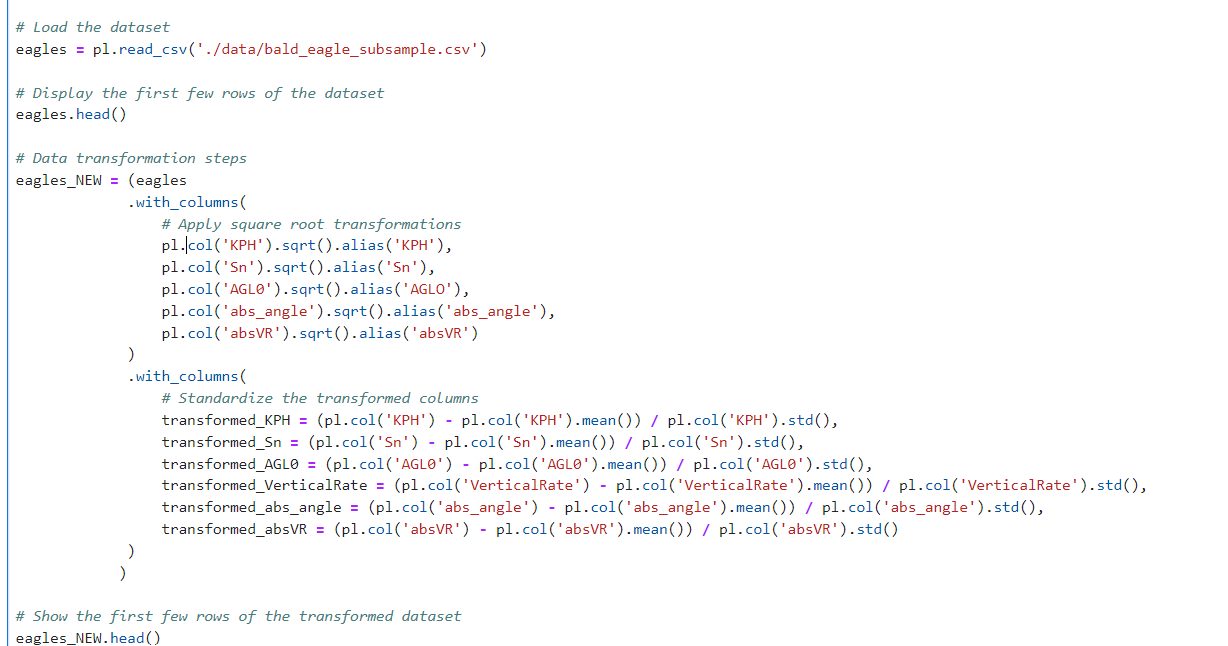 # Load the dataset
eagles = pl.read_csv('./data/bald_eagle_subsample.csv')
# Display the first few rows of the dataset
eagles.head()
# Data transformation steps
eagles_NEW = (eagles
.with_columns(
# Apply square root transformations
pl.col('KPH').sqrt().alias('KPH'),
pl.col('Sn').sqrt().alias('Sn'),
pl.col('AGL0').sqrt().alias('AGLO'),
pl.col('abs_angle').sqrt().alias('abs_angle'),
pl.col('absVR').sqrt().alias('absVR')
)
.with_columns(
# Standardize the transformed columns
transformed_KPH = (pl.col('KPH') - pl.col('KPH').mean()) / pl.col('KPH').std(),
transformed_Sn = (pl.col('Sn') - pl.col('Sn').mean()) / pl.col('Sn').std(),
transformed_AGL0 = (pl.col('AGL0') - pl.col('AGL0').mean()) / pl.col('AGL0').std(),
transformed_VerticalRate = (pl.col('VerticalRate') - pl.col('VerticalRate').mean()) / pl.col('VerticalRate').std(),
transformed_abs_angle = (pl.col('abs_angle') - pl.col('abs_angle').mean()) / pl.col('abs_angle').std(),
transformed_absVR = (pl.col('absVR') - pl.col('absVR').mean()) / pl.col('absVR').std()
)
)
# Show the first few rows of the transformed dataset
eagles_NEW.head()